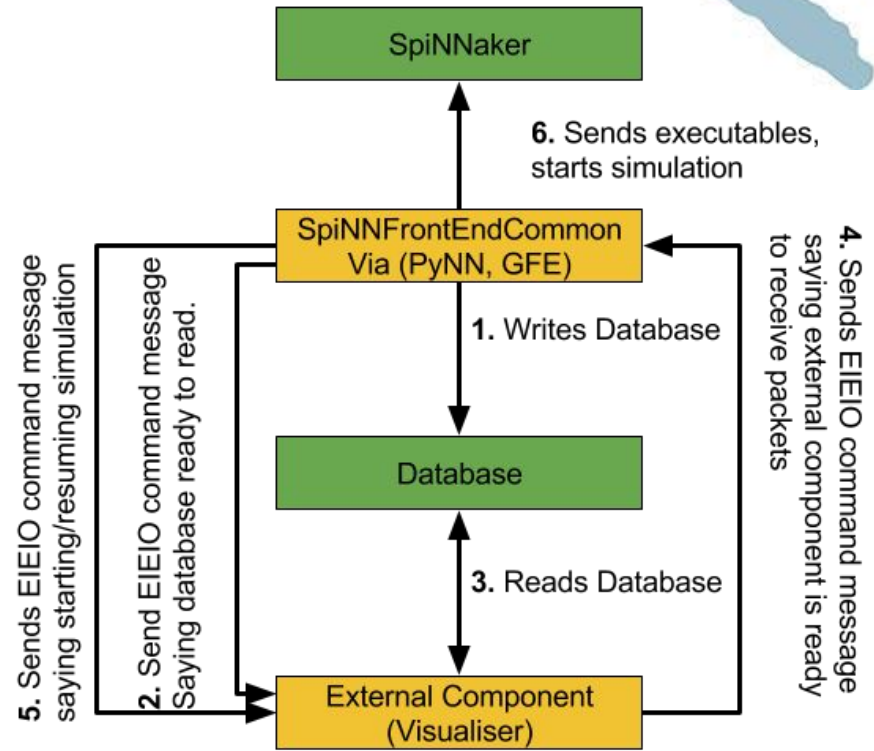 SpiNNaker
6. Sends executables,
starts simulation
SpiNNFrontEndCommon
Via (PyNN, GFE)
1. Writes Database
Database
3. Reads Database
External Component
(Visualiser)
5. Sends EIEIO command message
saying starting/resuming simulation
2. Send EIEIO command message
Saying database ready to read.
4. Sends EIEIO command message
saying external component is ready
to receive packets